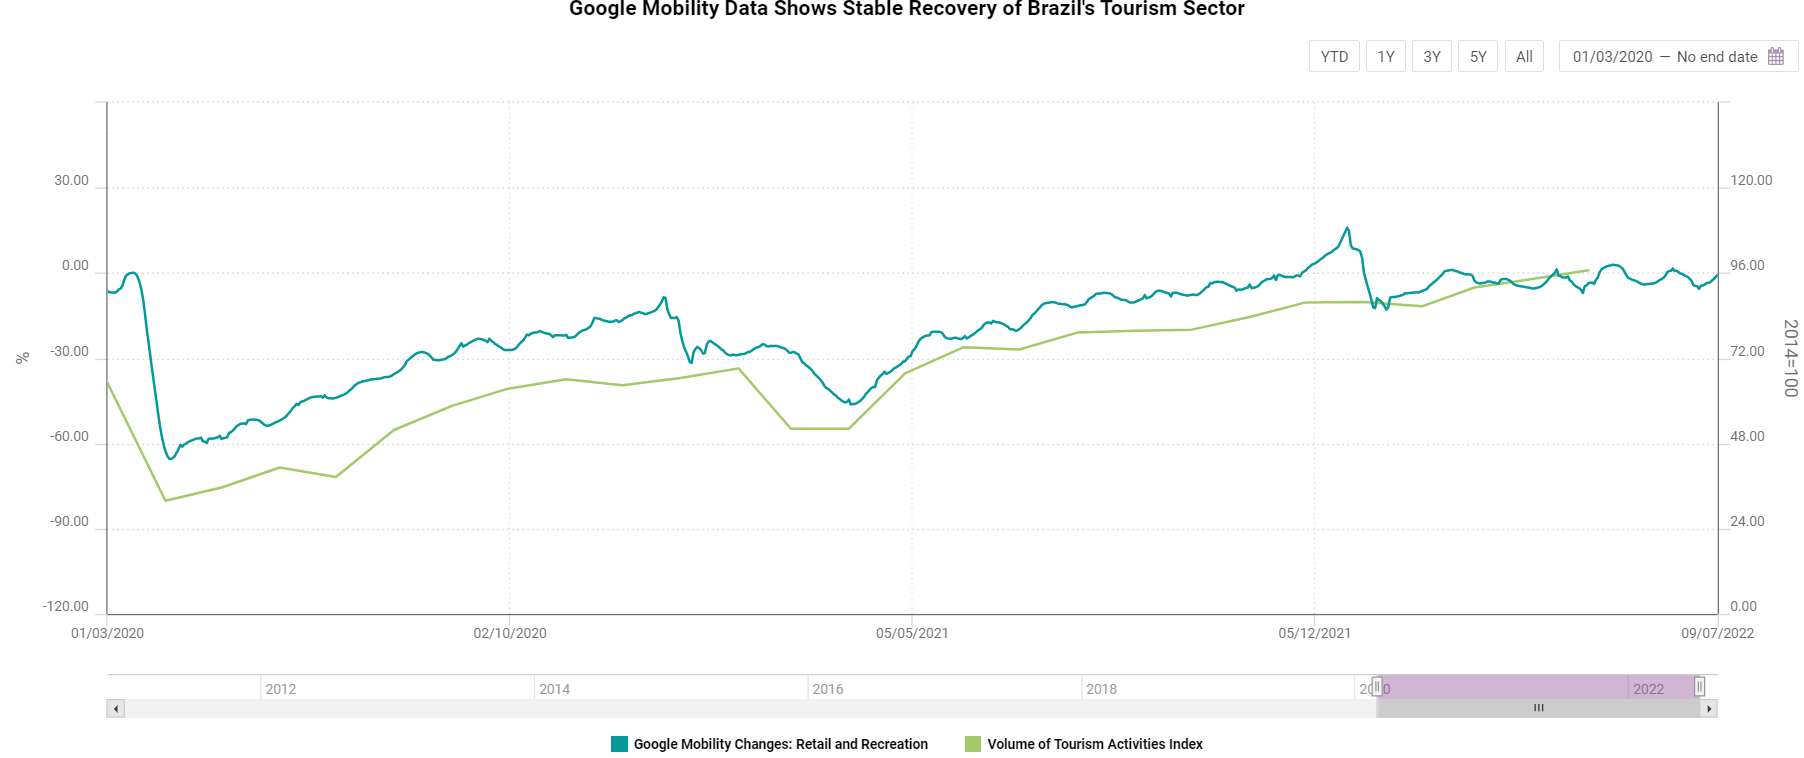 Google Mobility Data Shows Stable Recovery of Brazil's Tourism Sector
YTD 1Y 3Y 5Y All 01/03/2020 — No end date
30.00 120.00
0.00 96.00
-30.00 72.00
-60.00 48.00
-90.00 24.00
-120.00 0.00
%
2014=100
01/03/2020 02/10/2020 05/05/2021 05/12/2021 09/07/2022
2012 2014 2016 2018 2020 2022
Google Mobility Changes: Retail and Recreation Volume of Tourism Activities Index